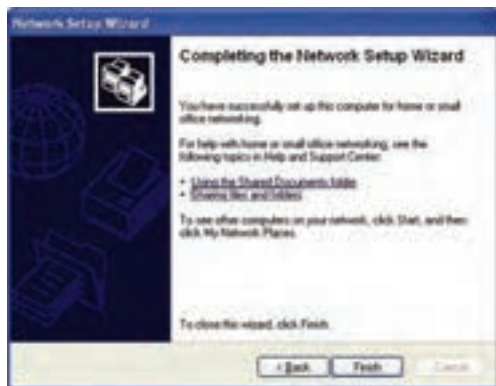 Network Setup Wizard
Completing the Network Setup Wizard
You have successfully set up this computer for home or small
office networking.
For help with home or small office networking, see the
following topics in Help and Support Center:
• Using the Shared Documents folder
• Sharing files and folders
To see other computers on your network, click Start, and then
click My Network Places.
To close this wizard, click Finish.
< Back
Finish
Cancel